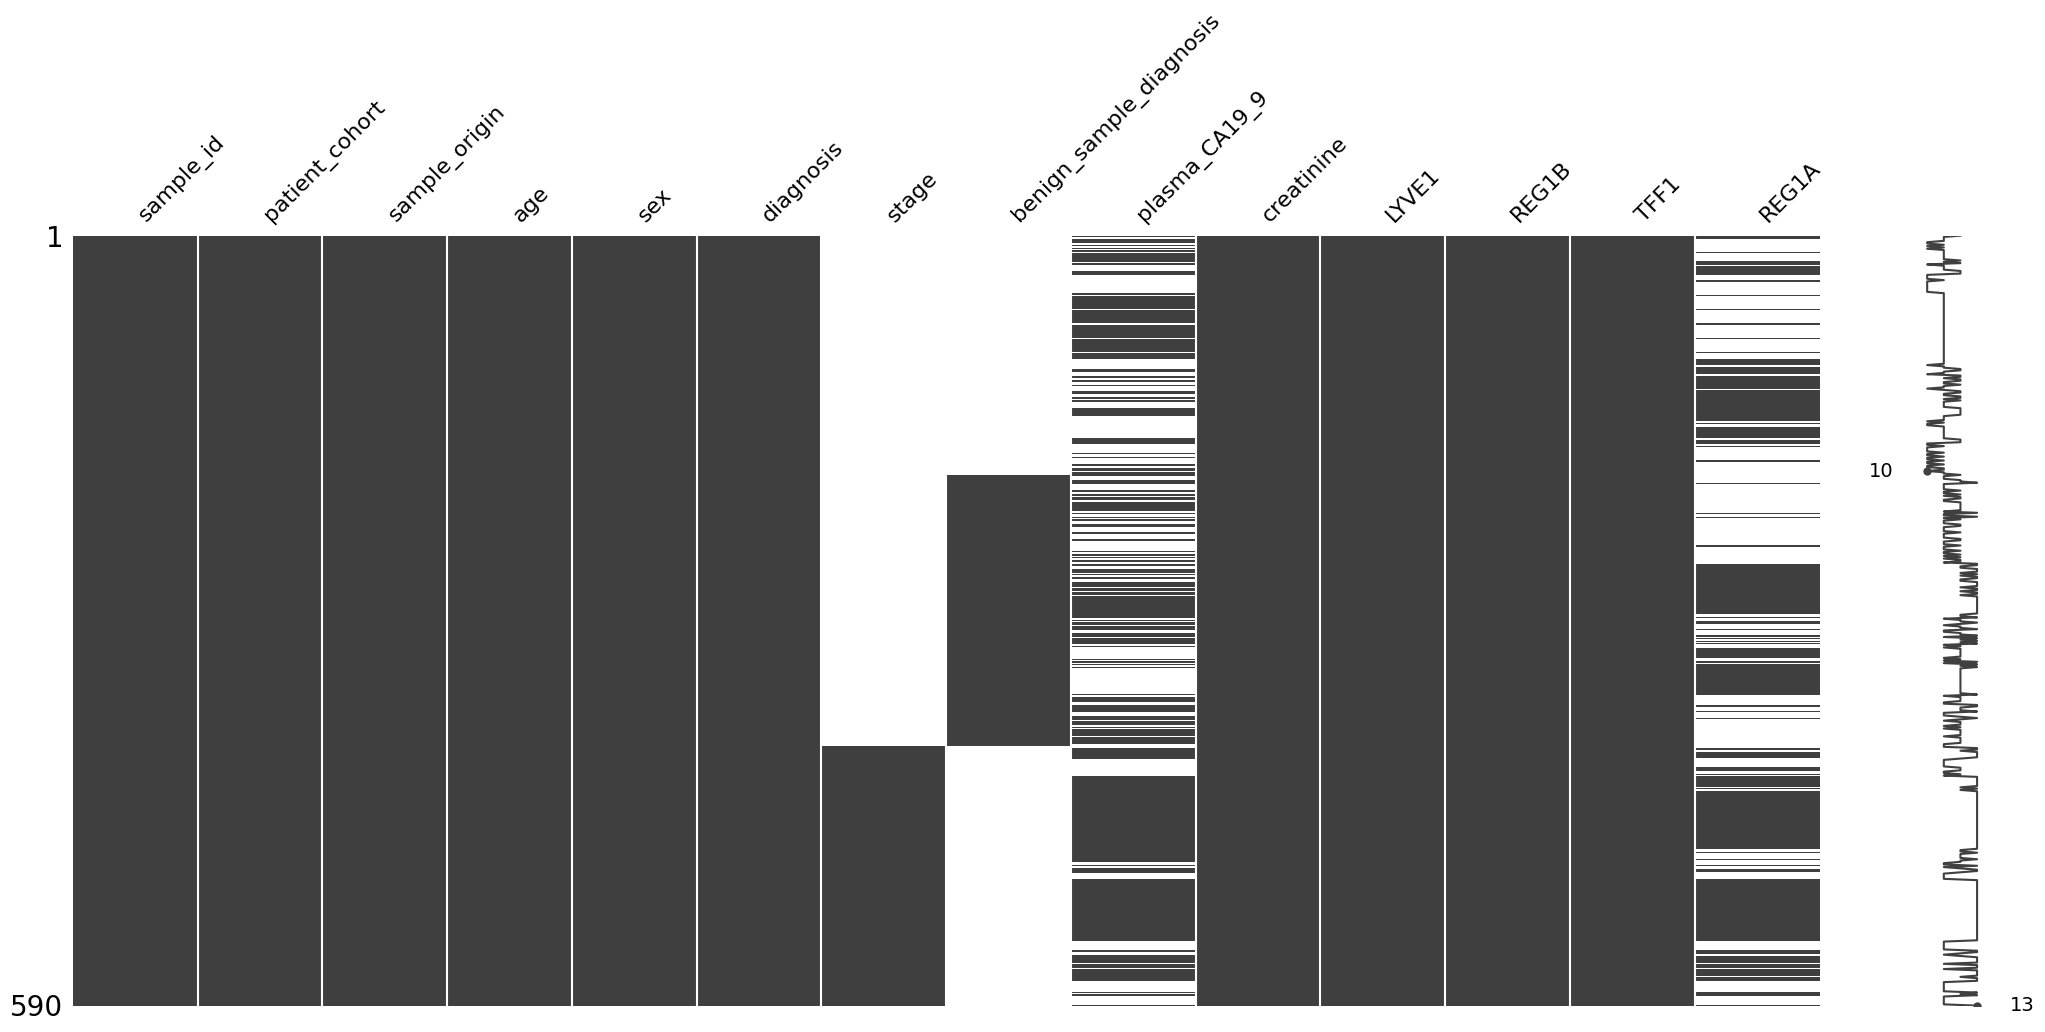 sample_id
patient_cohort
sample_origin
age
sex
diagnosis
stage
benign_sample_diagnosis
plasma_CA19_9
creatinine
LYVE1
REG1B
TFF1
REG1A
1
10
590
13